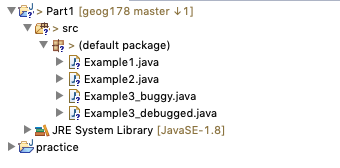 > Part1 [geog178 master ↓1]
> src
> (default package)
Example1.java
Example2.java
Example3_buggy.java
Example3_debugged.java
JRE System Library [JavaSE-1.8]
practice